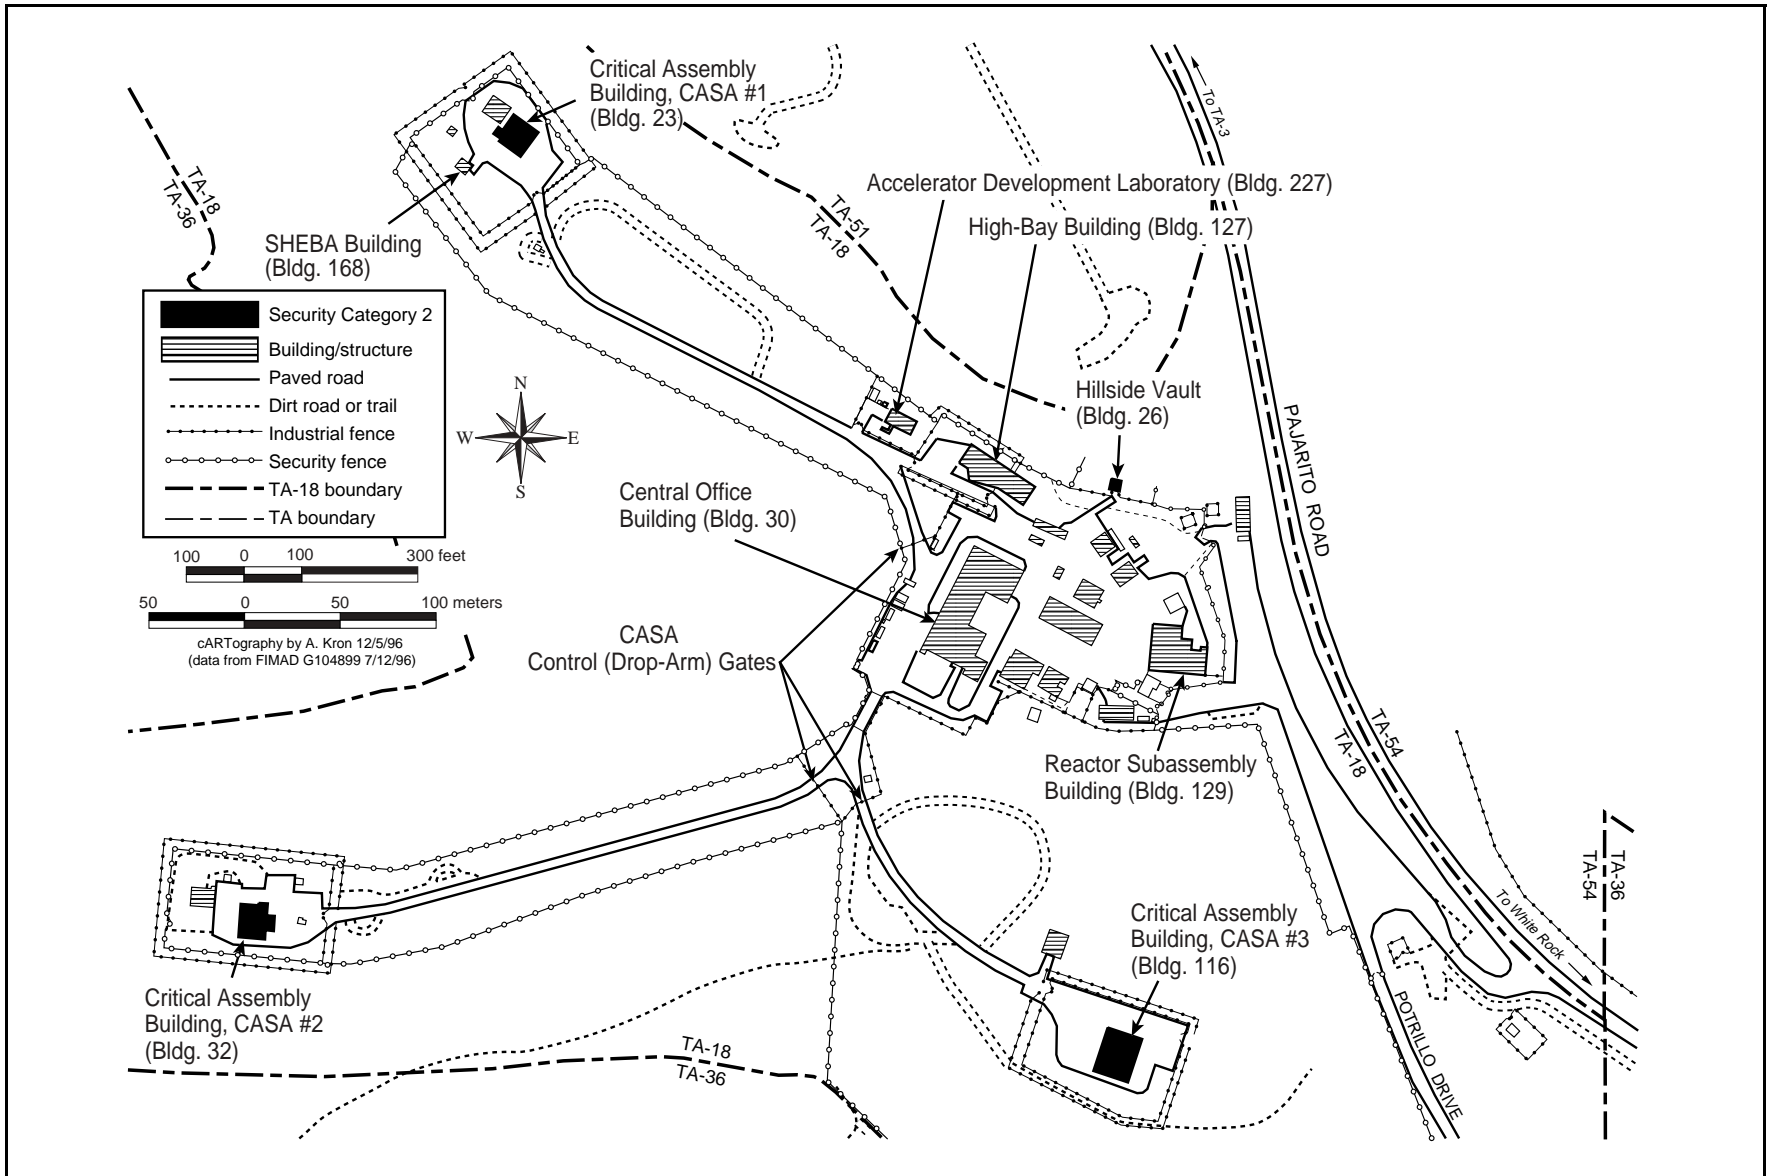 Critical Assembly
Building, CASA #1
(Bldg. 23)
To TA-3
TA-18
TA-36
Accelerator Development Laboratory (Bldg. 227)
TA-51
TA-18
High-Bay Building (Bldg. 127)
SHEBA Building
(Bldg. 168)
Security Category 2
Building/structure
Paved road
Dirt road or trail
Industrial fence
Security fence
TA-18 boundary
TA boundary
N
W
E
S
Hillside Vault
(Bldg. 26)
PAJARITO ROAD
Central Office
Building (Bldg. 30)
100 0 100 300 feet
50 0 50 100 meters
cARTography by A. Kron 12/5/96
(data from FIMAD G104899 7/12/96)
CASA
Control (Drop-Arm) Gates
TA-54
TA-18
Reactor Subassembly
Building (Bldg. 129)
TA-36
TA-54
To White Rock
Critical Assembly
Building, CASA #3
(Bldg. 116)
Critical Assembly
Building, CASA #2
(Bldg. 32)
TA-18
TA-36
POTRILLO DRIVE